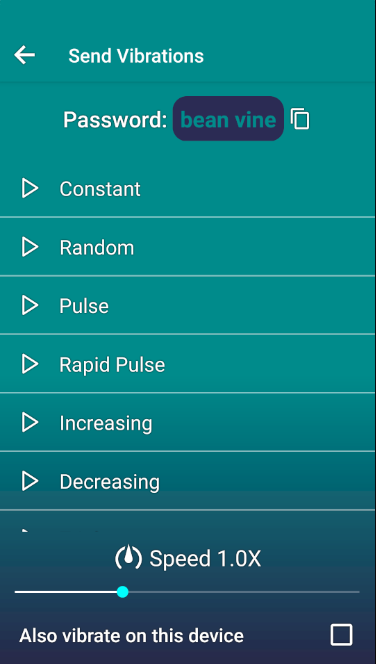 Send Vibrations
Password: bean vine
Constant
Random
Pulse
Rapid Pulse
Increasing
Decreasing
Speed 1.0X
Also vibrate on this device